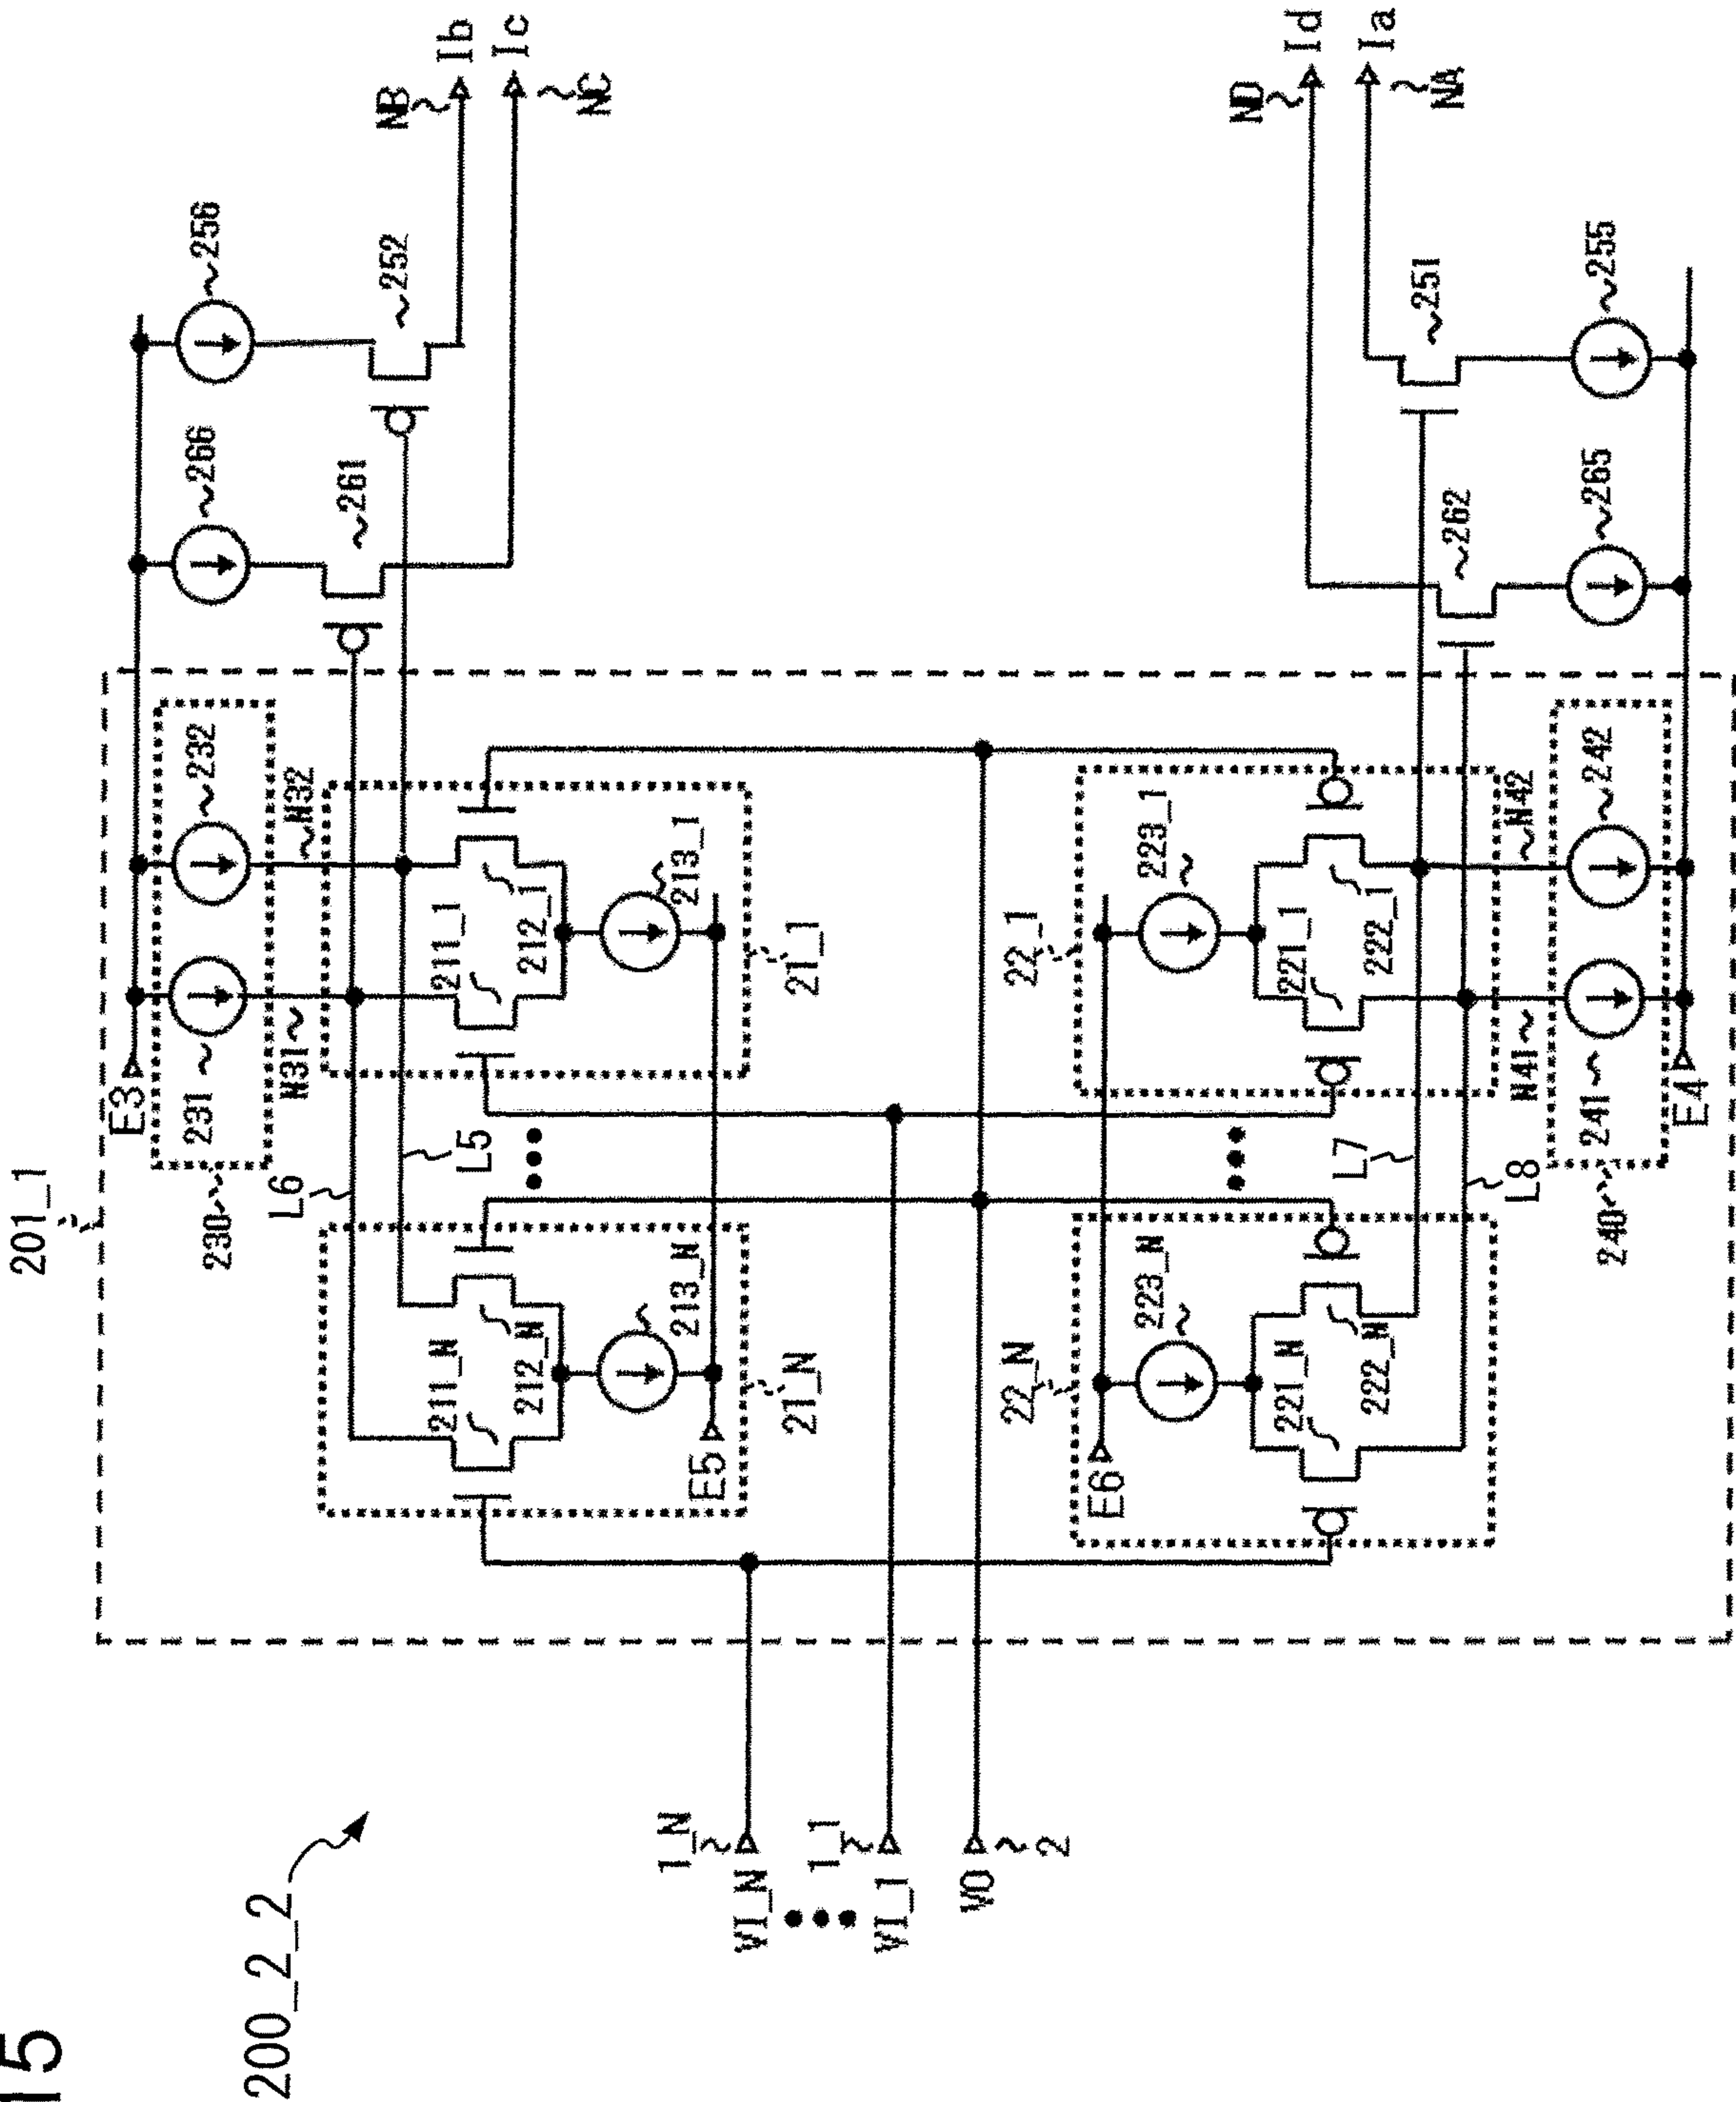 15
200_2_2
201_1
E3
230
231
232
N31
N32
266
256
261
252
NB
Ib
Ic
NC
L6
L5
211_N
212_N
213_N
21_N
E5
211_1
212_1
213_1
21_1
1_N
VI_N
1_1
VI_1
VO
2
22_N
E6
223_N
221_N
222_N
22_1
223_1
221_1
222_1
L7
L8
N41
N42
240
241
242
E4
262
251
265
255
ND
Id
Ia
NA